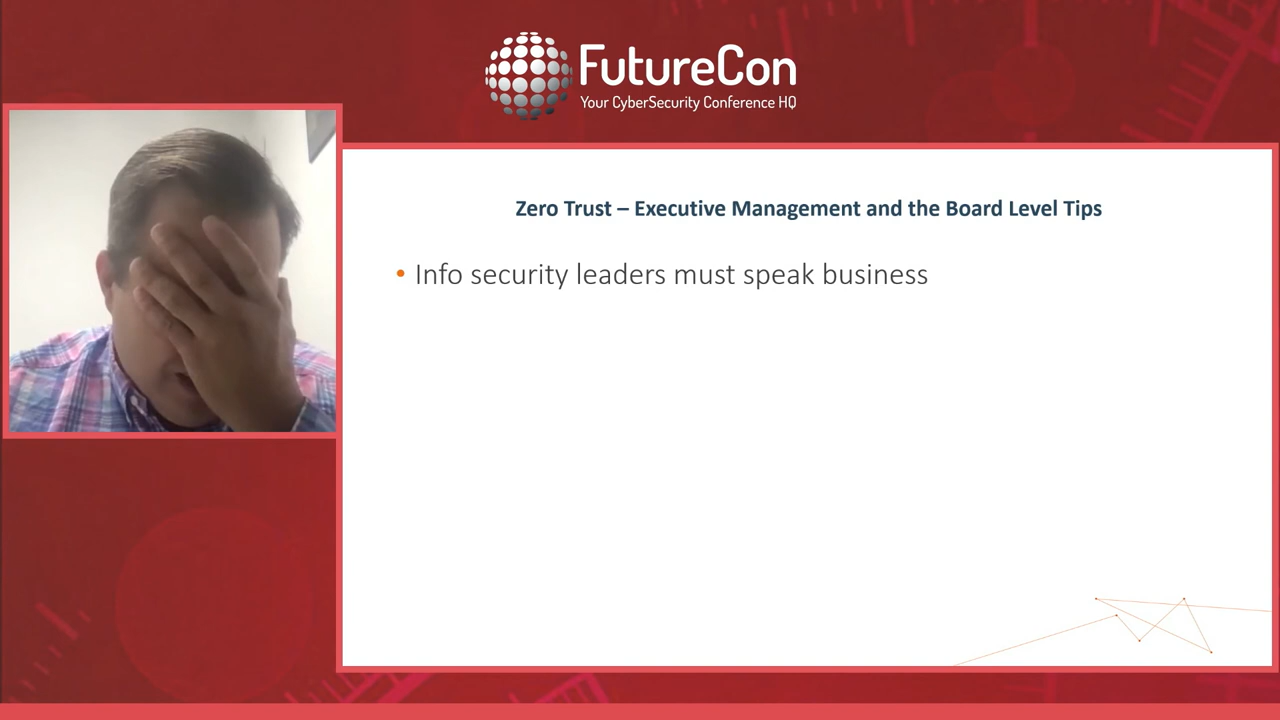 FutureCon
Your CyberSecurity Conference HQ
Zero Trust – Executive Management and the Board Level Tips
• Info security leaders must speak business